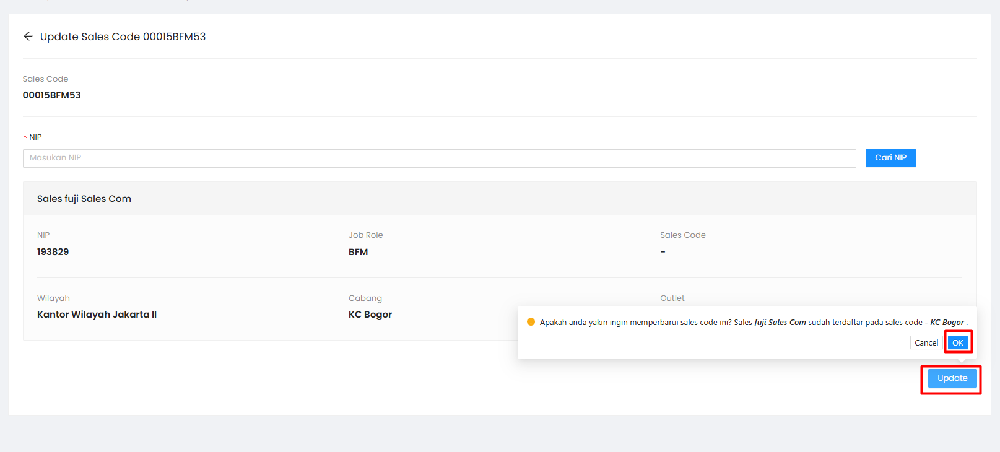 Update Sales Code 00015BFM53
Sales Code
00015BFM53
* NIP
Masukan NIP
Cari NIP
Sales fuji Sales Com
NIP
Job Role
Sales Code
193829
BFM
-
Wilayah
Cabang
Outlet
Kantor Wilayah Jakarta II
KC Bogor
Apakah anda yakin ingin memperbarui sales code ini? Sales fuji Sales Com sudah terdaftar pada sales code - KC Bogor .
Cancel
OK
Update